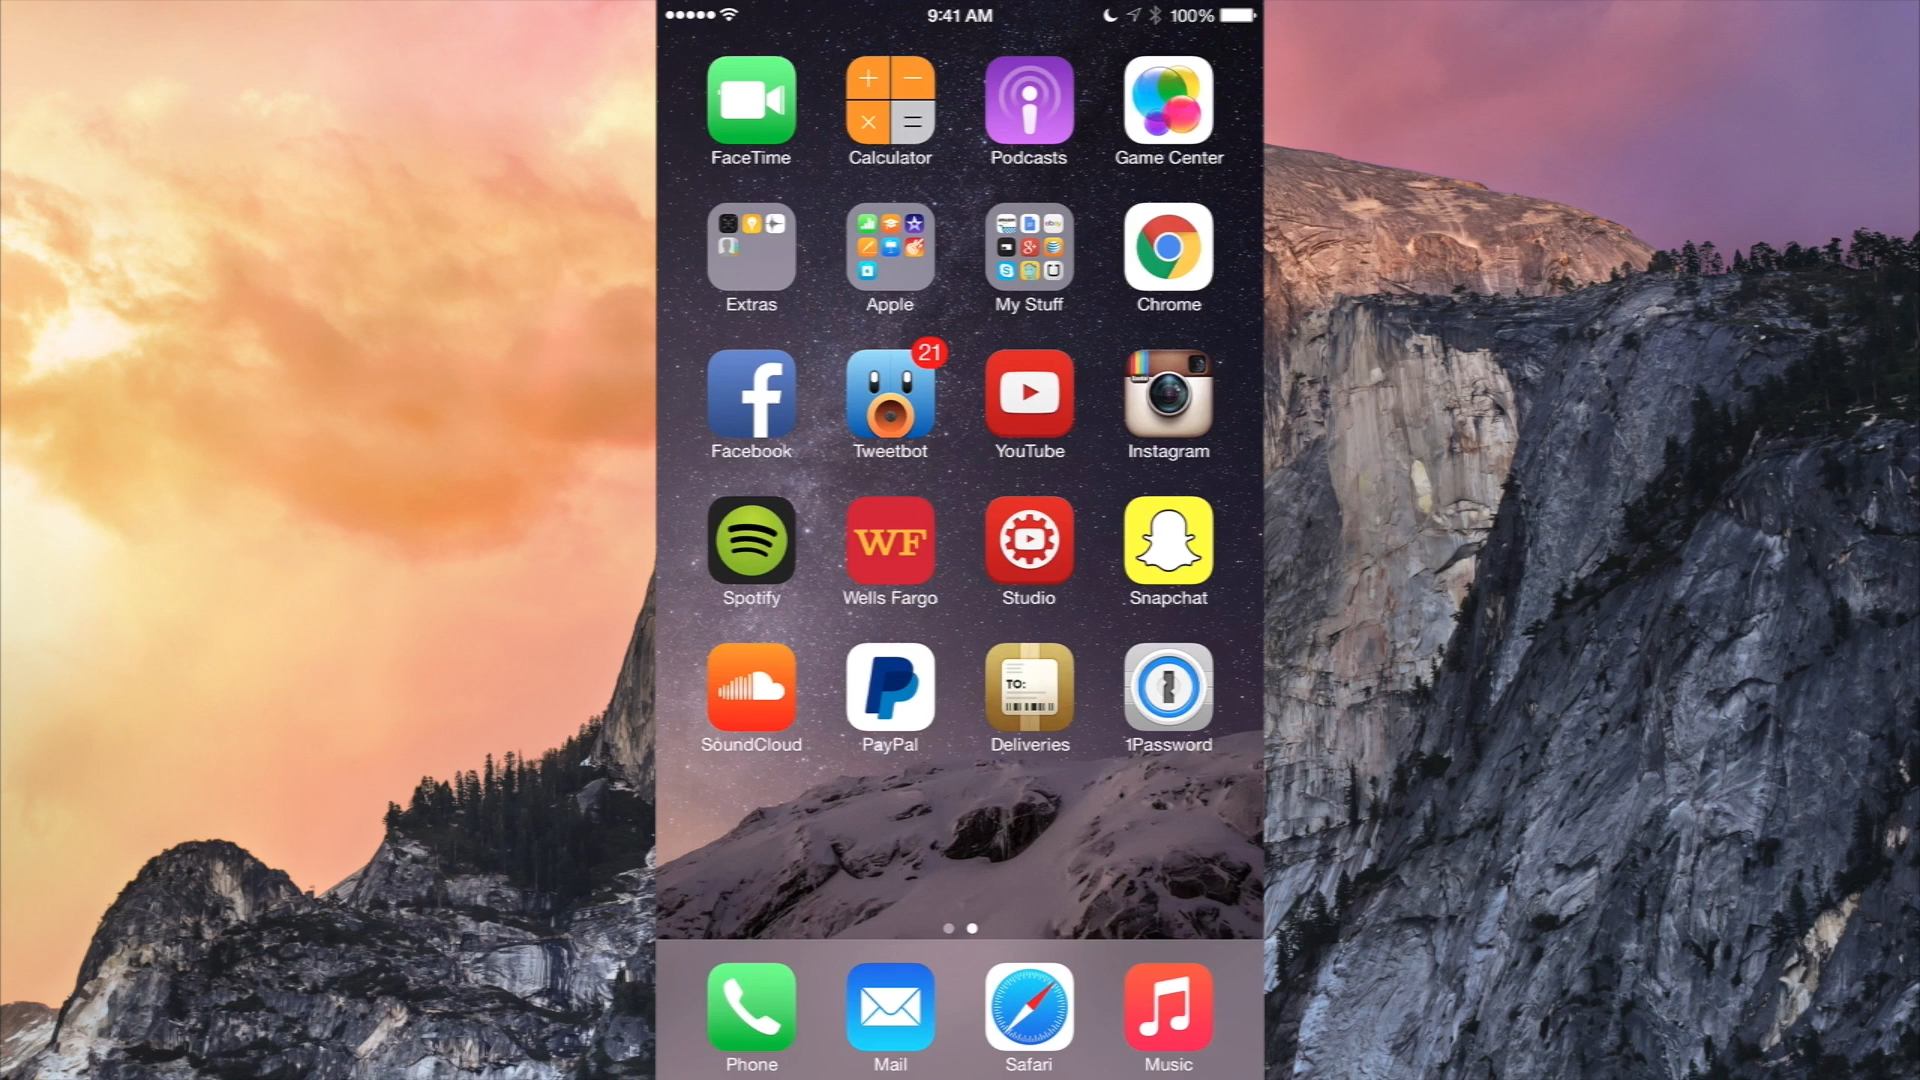 9:41 AM 100%
FaceTime Calculator Podcasts Game Center
Extras Apple My Stuff Chrome
21
Facebook Tweetbot YouTube Instagram
WF
Spotify Wells Fargo Studio Snapchat
TO:
SoundCloud PayPal Deliveries 1Password
Phone Mail Safari Music